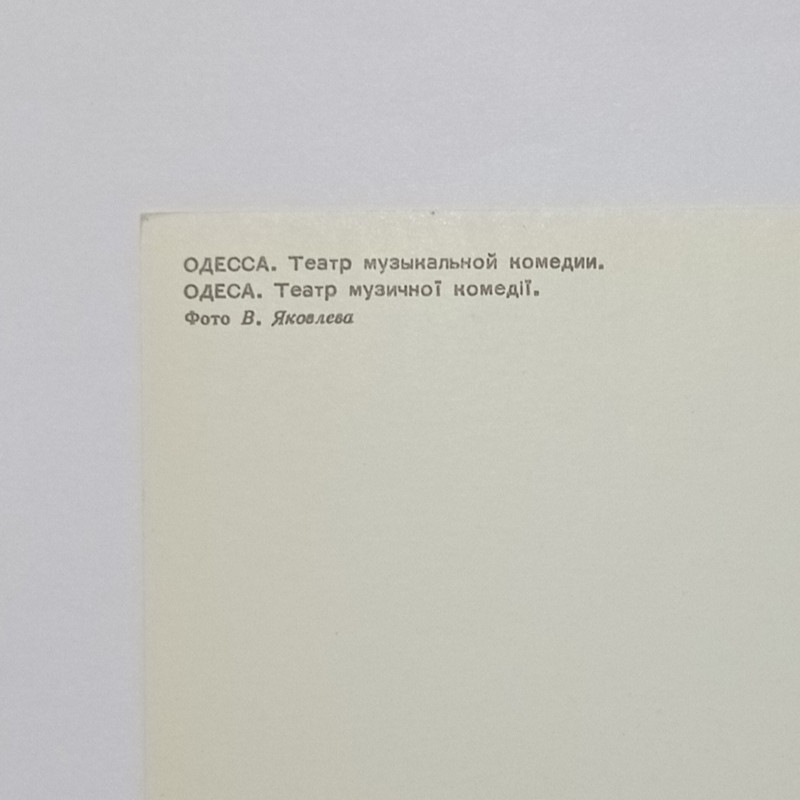 ОДЕССА. Театр музыкальной комедии.
ОДЕСА. Театр музичної комедії.
Фото В. Яковлева